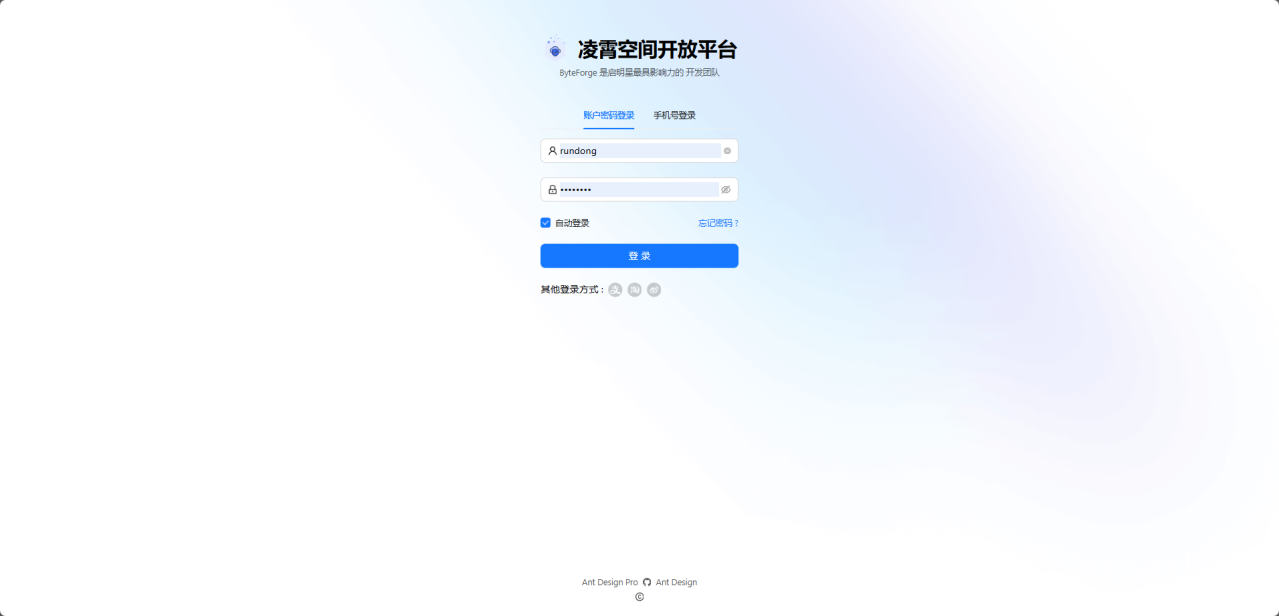 凌霄空间开放平台
ByteForge 是启明星最具影响力的 开发团队
账户密码登录 手机号登录
rundong
••••••••
自动登录 忘记密码 ?
登 录
其他登录方式 :
Ant Design Pro Ant Design
©